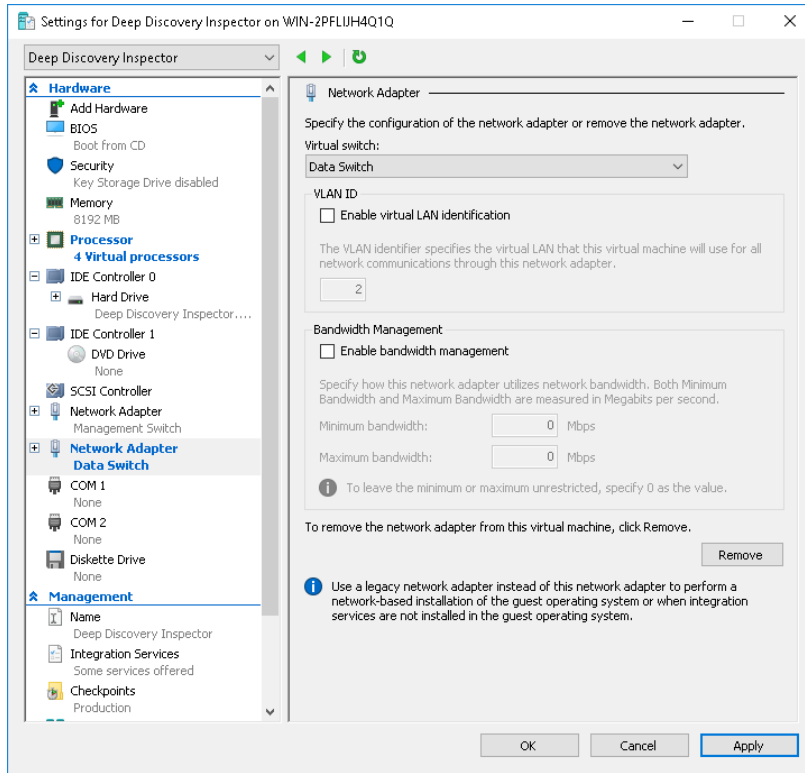 Settings for Deep Discovery Inspector on WIN-2PFLIJH4Q1Q
Deep Discovery Inspector
Hardware
Add Hardware
BIOS
Boot from CD
Security
Key Storage Drive disabled
Memory
8192 MB
Processor
4 Virtual processors
IDE Controller 0
Hard Drive
Deep Discovery Inspector....
IDE Controller 1
DVD Drive
None
SCSI Controller
Network Adapter
Management Switch
Network Adapter
Data Switch
COM 1
None
COM 2
None
Diskette Drive
None
Management
Name
Deep Discovery Inspector
Integration Services
Some services offered
Checkpoints
Production
Network Adapter
Specify the configuration of the network adapter or remove the network adapter.
Virtual switch:
Data Switch
VLAN ID
Enable virtual LAN identification
The VLAN identifier specifies the virtual LAN that this virtual machine will use for all
network communications through this network adapter.
2
Bandwidth Management
Enable bandwidth management
Specify how this network adapter utilizes network bandwidth. Both Minimum
Bandwidth and Maximum Bandwidth are measured in Megabits per second.
Minimum bandwidth: 0 Mbps
Maximum bandwidth: 0 Mbps
To leave the minimum or maximum unrestricted, specify 0 as the value.
To remove the network adapter from this virtual machine, click Remove.
Remove
Use a legacy network adapter instead of this network adapter to perform a
network-based installation of the guest operating system or when integration
services are not installed in the guest operating system.
OK Cancel Apply